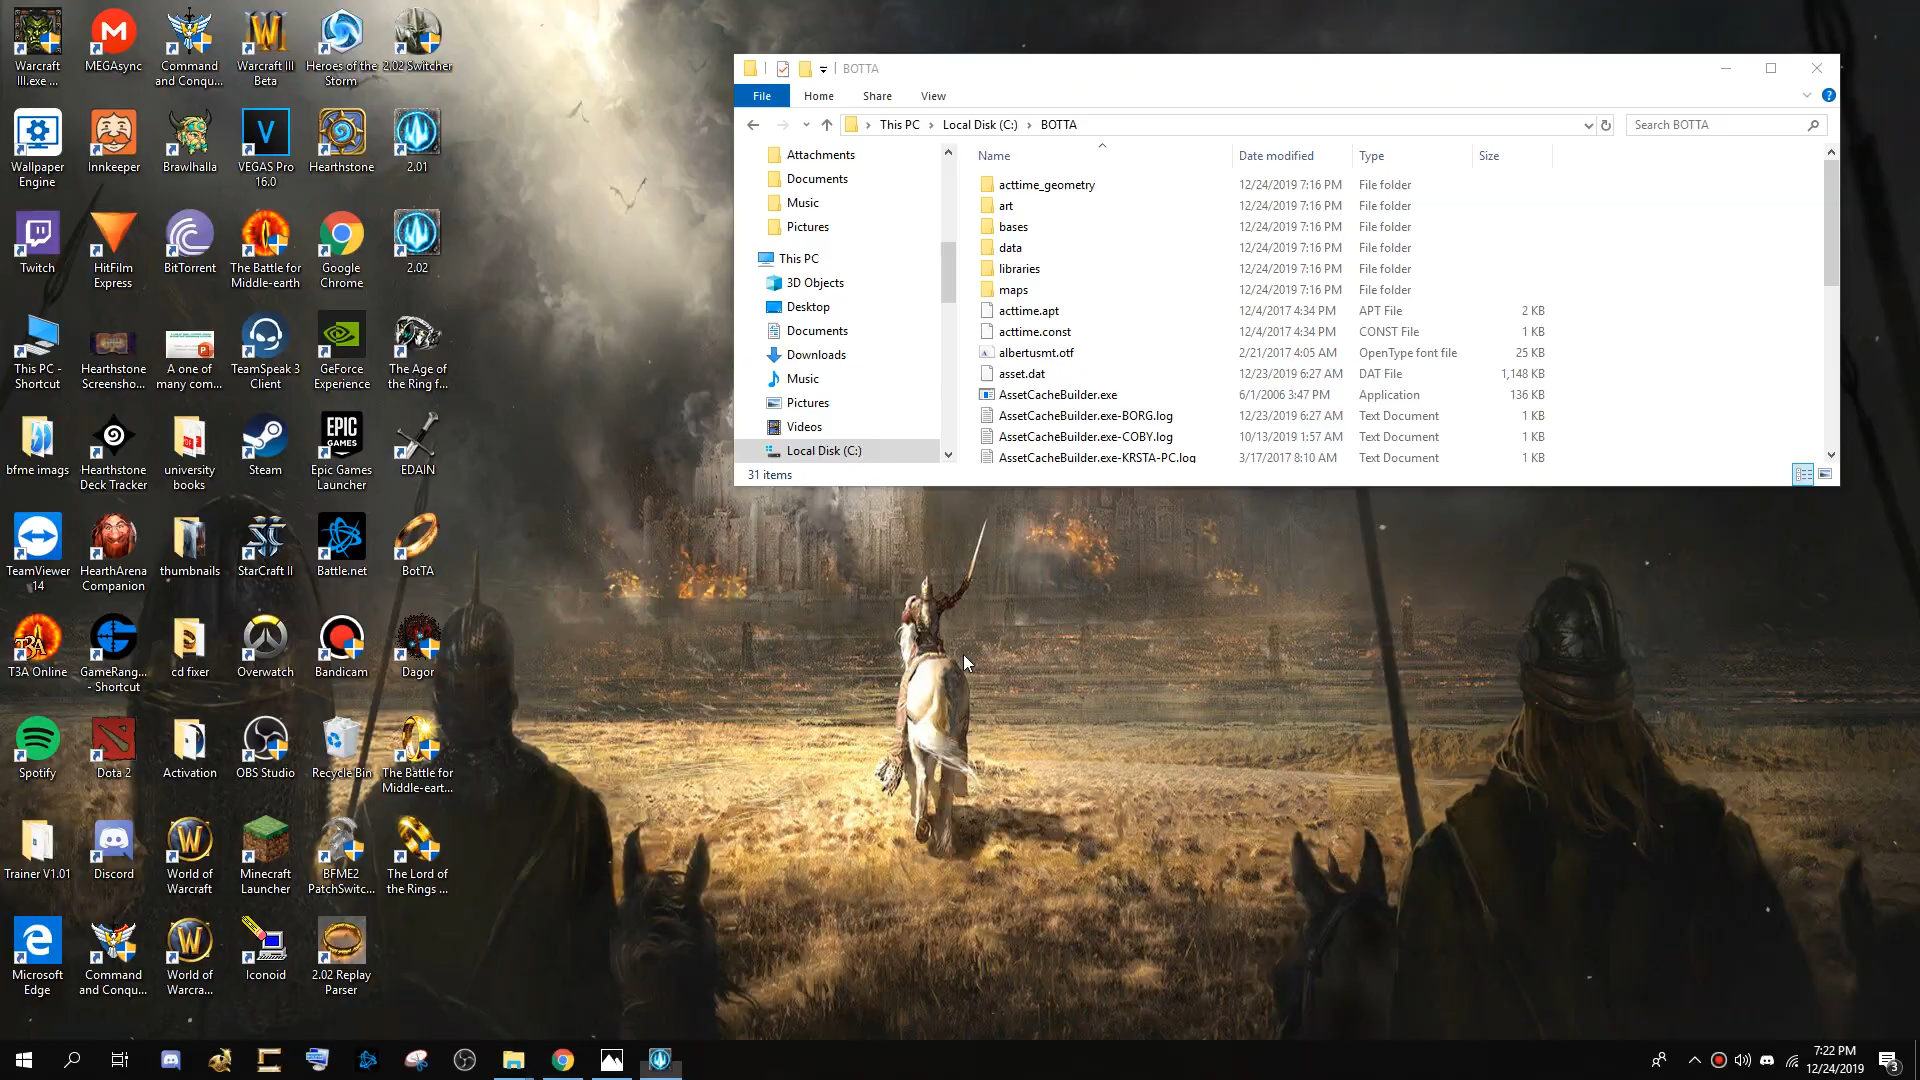 Warcraft
III.exe ...
MEGAsync
Command
and Conqu...
Warcraft III
Beta
Heroes of the
Storm
2.02 Switcher
Wallpaper
Engine
Innkeeper
Brawlhalla
VEGAS Pro
16.0
Hearthstone
2.01
Twitch
HitFilm
Express
BitTorrent
The Battle for
Middle-earth
Google
Chrome
2.02
This PC -
Shortcut
Hearthstone
Screensho...
A one of
many com...
TeamSpeak 3
Client
GeForce
Experience
The Age of
the Ring f...
bfme imags
Hearthstone
Deck Tracker
university
books
Steam
EPIC
GAMES
Epic Games
Launcher
EDAIN
TeamViewer
14
HearthArena
Companion
thumbnails
StarCraft II
Battle.net
BotTA
T3A
T3A Online
GameRang...
- Shortcut
cd fixer
Overwatch
Bandicam
Dagor
Spotify
Dota 2
Activation
OBS Studio
Recycle Bin
The Battle for
Middle-eart...
Trainer V1.01
Discord
World of
Warcraft
Minecraft
Launcher
BFME2
PatchSwitc...
The Lord of
the Rings ...
Microsoft
Edge
Command
and Conqu...
World of
Warcra...
Iconoid
2.02 Replay
Parser
BOTTA
File Home Share View
This PC Local Disk (C:) BOTTA
Search BOTTA
Attachments
Documents
Music
Pictures
This PC
3D Objects
Desktop
Documents
Downloads
Music
Pictures
Videos
Local Disk (C:)
Name Date modified Type Size
acttime_geometry 12/24/2019 7:16 PM File folder
art 12/24/2019 7:16 PM File folder
bases 12/24/2019 7:16 PM File folder
data 12/24/2019 7:16 PM File folder
libraries 12/24/2019 7:16 PM File folder
maps 12/24/2019 7:16 PM File folder
acttime.apt 12/4/2017 4:34 PM APT File 2 KB
acttime.const 12/4/2017 4:34 PM CONST File 1 KB
albertusmt.otf 2/21/2017 4:05 AM OpenType font file 25 KB
asset.dat 12/23/2019 6:27 AM DAT File 1,148 KB
AssetCacheBuilder.exe 6/1/2006 3:47 PM Application 136 KB
AssetCacheBuilder.exe-BORG.log 12/23/2019 6:27 AM Text Document 1 KB
AssetCacheBuilder.exe-COBY.log 10/13/2019 1:57 AM Text Document 1 KB
AssetCacheBuilder.exe-KRSTA-PC.log 3/17/2017 8:10 AM Text Document 1 KB
31 items
7:22 PM
12/24/2019
3